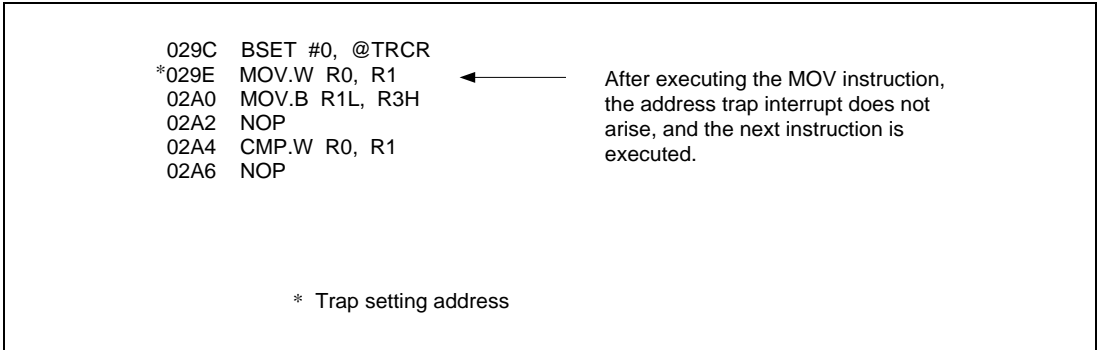 029C BSET #0, @TRCR
*029E MOV.W R0, R1
02A0 MOV.B R1L, R3H
02A2 NOP
02A4 CMP.W R0, R1
02A6 NOP
After executing the MOV instruction,
the address trap interrupt does not
arise, and the next instruction is
executed.
* Trap setting address